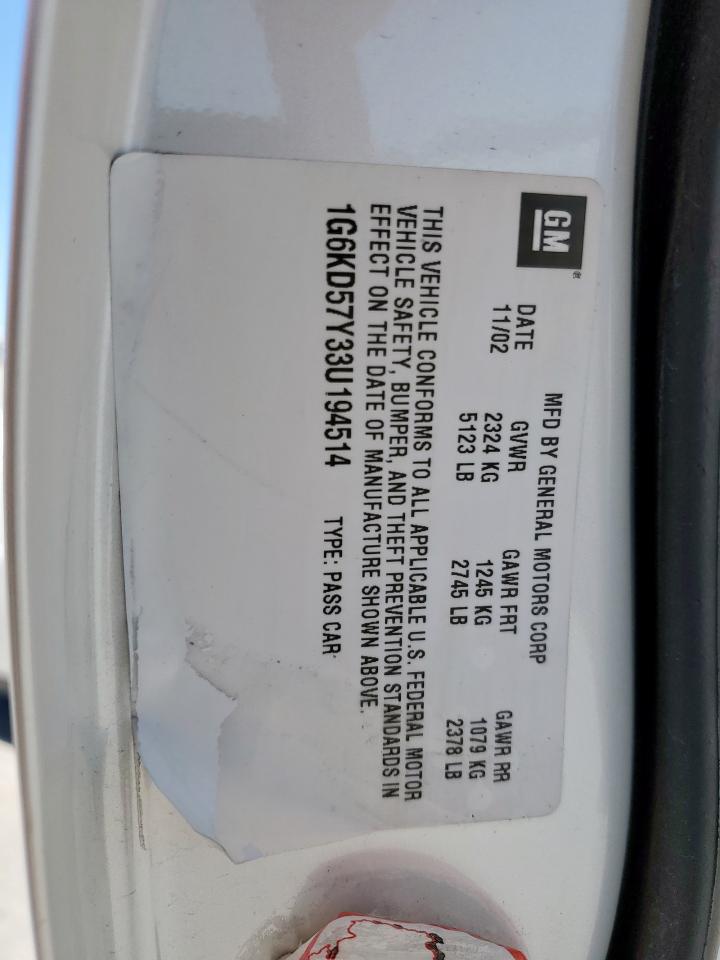 GM
MFD BY GENERAL MOTORS CORP
DATE GVWR GAWR FRT GAWR RR
11/02 2324 KG 1245 KG 1079 KG
5123 LB 2745 LB 2378 LB
THIS VEHICLE CONFORMS TO ALL APPLICABLE U.S. FEDERAL MOTOR
VEHICLE SAFETY, BUMPER, AND THEFT PREVENTION STANDARDS IN
EFFECT ON THE DATE OF MANUFACTURE SHOWN ABOVE.
1G6KD57Y33U194514 TYPE: PASS CAR